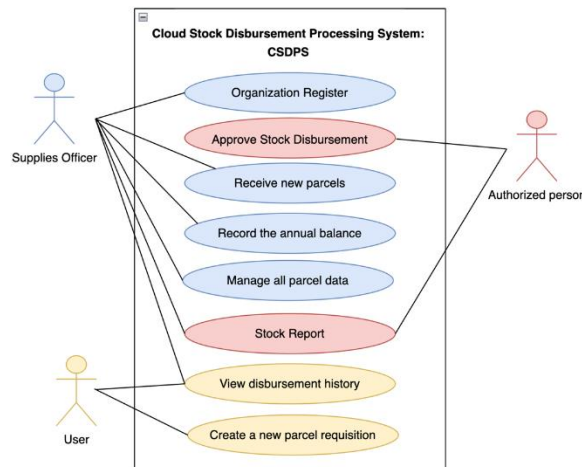 Cloud Stock Disbursement Processing System:
CSDPS
Organization Register
Approve Stock Disbursement
Supplies Officer
Receive new parcels
Authorized person
Record the annual balance
Manage all parcel data
Stock Report
View disbursement history
User
Create a new parcel requisition